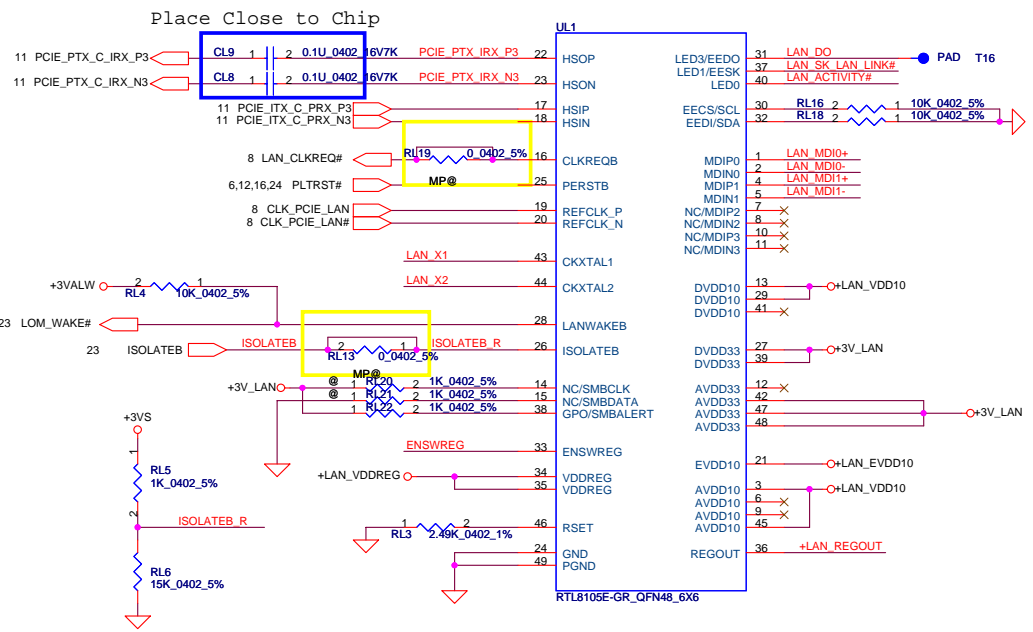 Place Close to Chip
UL1
11 PCIE_PTX_C_IRX_P3 CL9 1 2 0.1U_0402_16V7K PCIE_PTX_IRX_P3 22 HSOP
11 PCIE_PTX_C_IRX_N3 CL8 1 2 0.1U_0402_16V7K PCIE_PTX_IRX_N3 23 HSON
11 PCIE_ITX_C_PRX_P3 17 HSIP
11 PCIE_ITX_C_PRX_N3 18 HSIN
8 LAN_CLKREQ# RL19 0_0402_5% 16 CLKREQB
MP@
6,12,16,24 PLTRST# 25 PERSTB
8 CLK_PCIE_LAN 19 REFCLK_P
8 CLK_PCIE_LAN# 20 REFCLK_N
LAN_X1 43 CKXTAL1
LAN_X2 44 CKXTAL2
+3VALW 2 1 RL4 10K_0402_5%
23 LOM_WAKE# 28 LANWAKEB
23 ISOLATEB ISOLATEB 2 1 ISOLATEB_R 26 ISOLATEB
RL13 0_0402_5%
MP@
+3V_LAN @ 1 RL20 2 1K_0402_5% 14 NC/SMBCLK
@ 1 RL21 2 1K_0402_5% 15 NC/SMBDATA
1 RL22 2 1K_0402_5% 38 GPO/SMBALERT
+3VS
1
RL5
1K_0402_5%
2
ISOLATEB_R
RL6
15K_0402_5%
ENSWREG 33 ENSWREG
+LAN_VDDREG 34 VDDREG
35 VDDREG
1 2 46 RSET
RL3 2.49K_0402_1%
24 GND
49 PGND
LED3/EEDO 31 LAN_DO PAD T16
LED1/EESK 37 LAN_SK_LAN_LINK#
LED0 40 LAN_ACTIVITY#
EECS/SCL 30 RL16 2 1 10K_0402_5%
EEDI/SDA 32 RL18 2 1 10K_0402_5%
MDIP0 1 LAN_MDI0+
MDIN0 2 LAN_MDI0-
MDIP1 4 LAN_MDI1+
MDIN1 5 LAN_MDI1-
NC/MDIP2 7
NC/MDIN2 8
NC/MDIP3 10
NC/MDIN3 11
DVDD10 13 +LAN_VDD10
DVDD10 29
DVDD10 41
DVDD33 27 +3V_LAN
DVDD33 39
AVDD33 12
AVDD33 42
AVDD33 47 +3V_LAN
AVDD33 48
EVDD10 21 +LAN_EVDD10
AVDD10 3 +LAN_VDD10
AVDD10 6
AVDD10 9
AVDD10 45
REGOUT 36 +LAN_REGOUT
RTL8105E-GR_QFN48_6X6